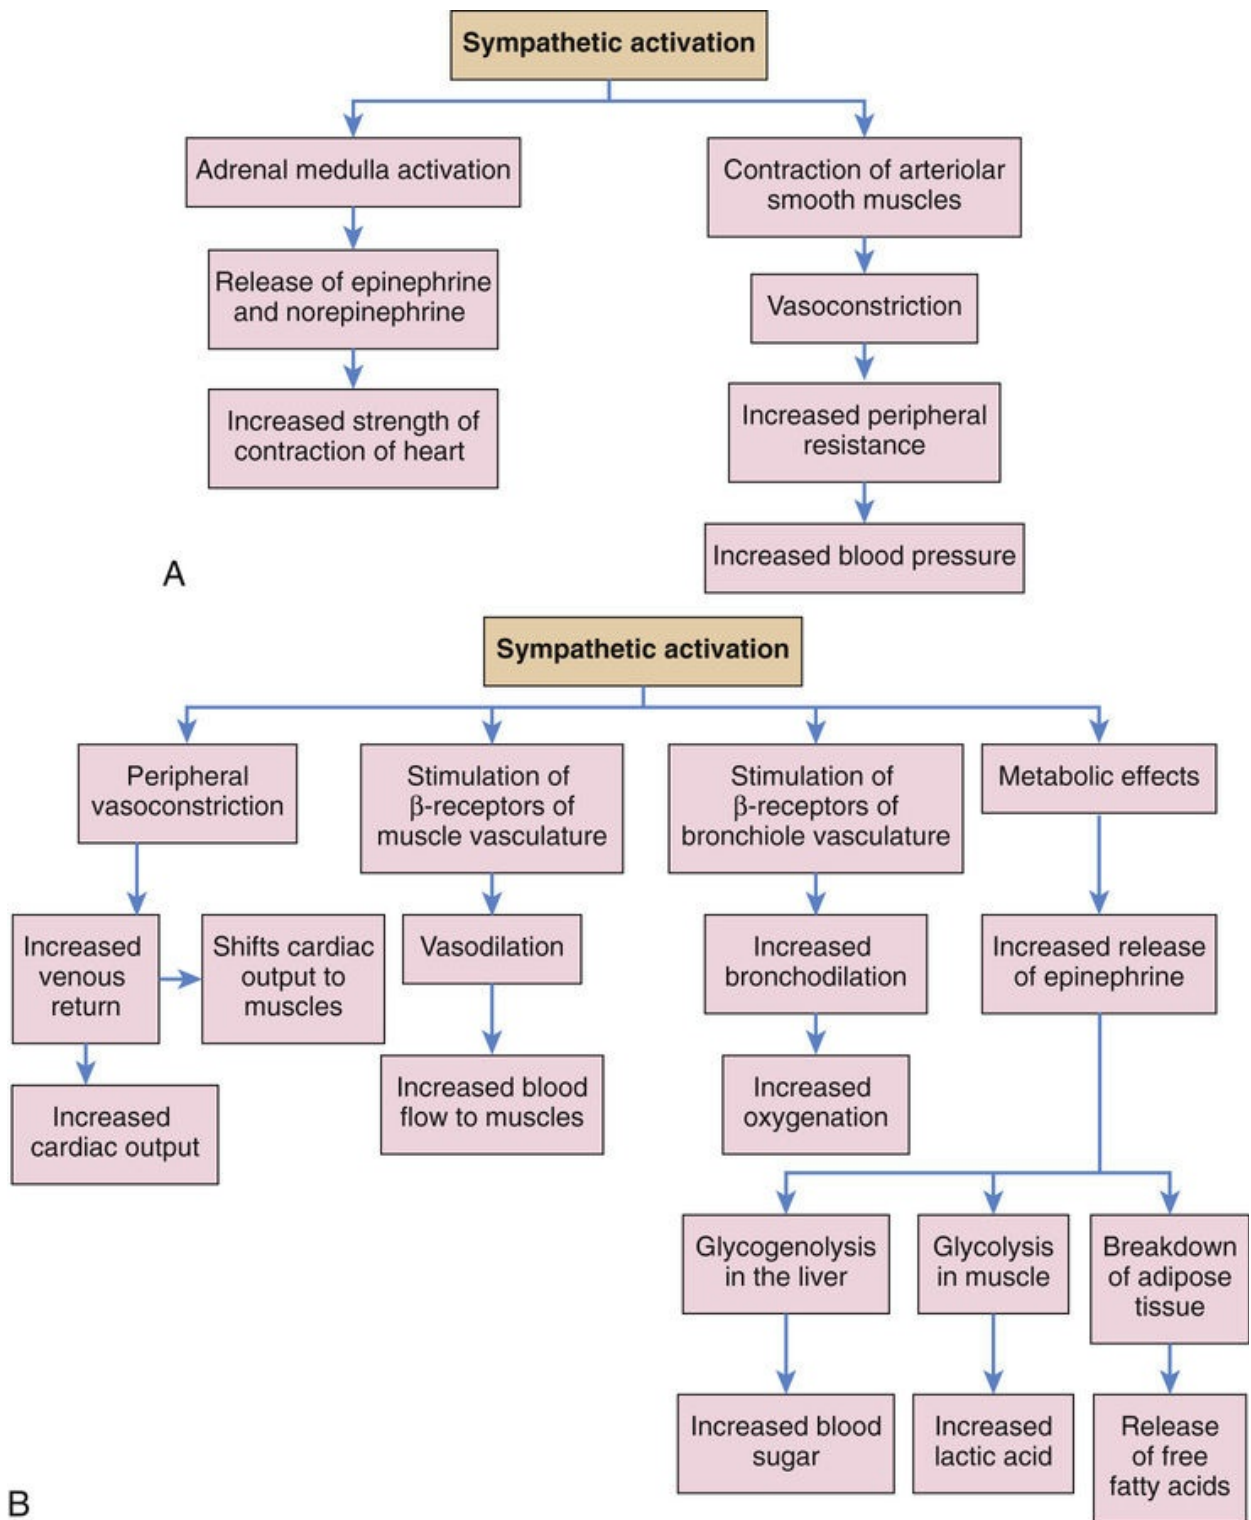 Sympathetic activation
Adrenal medulla activation
Release of epinephrine
and norepinephrine
Increased strength of
contraction of heart
Contraction of arteriolar
smooth muscles
Vasoconstriction
Increased peripheral
resistance
Increased blood pressure
A
Sympathetic activation
Peripheral
vasoconstriction
Increased
venous
return
Shifts cardiac
output to
muscles
Increased
cardiac output
Stimulation of
β-receptors of
muscle vasculature
Vasodilation
Increased blood
flow to muscles
Stimulation of
β-receptors of
bronchiole vasculature
Increased
bronchodilation
Increased
oxygenation
Metabolic effects
Increased release
of epinephrine
Glycogenolysis
in the liver
Increased blood
sugar
Glycolysis
in muscle
Increased
lactic acid
Breakdown
of adipose
tissue
Release
of free
fatty acids
B